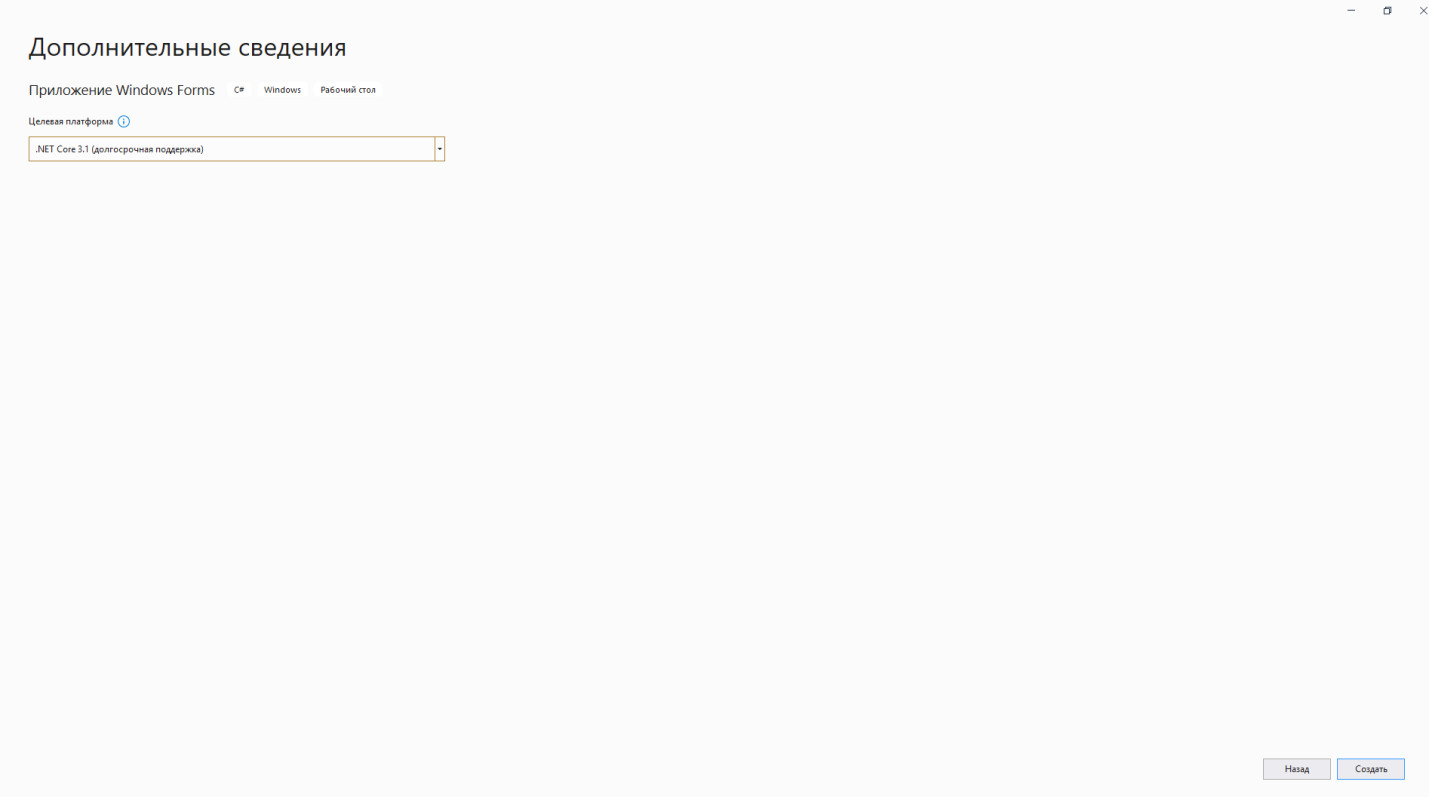 Дополнительные сведения
Приложение Windows Forms C# Windows Рабочий стол
Целевая платформа
.NET Core 3.1 (долгосрочная поддержка)
Назад Создать